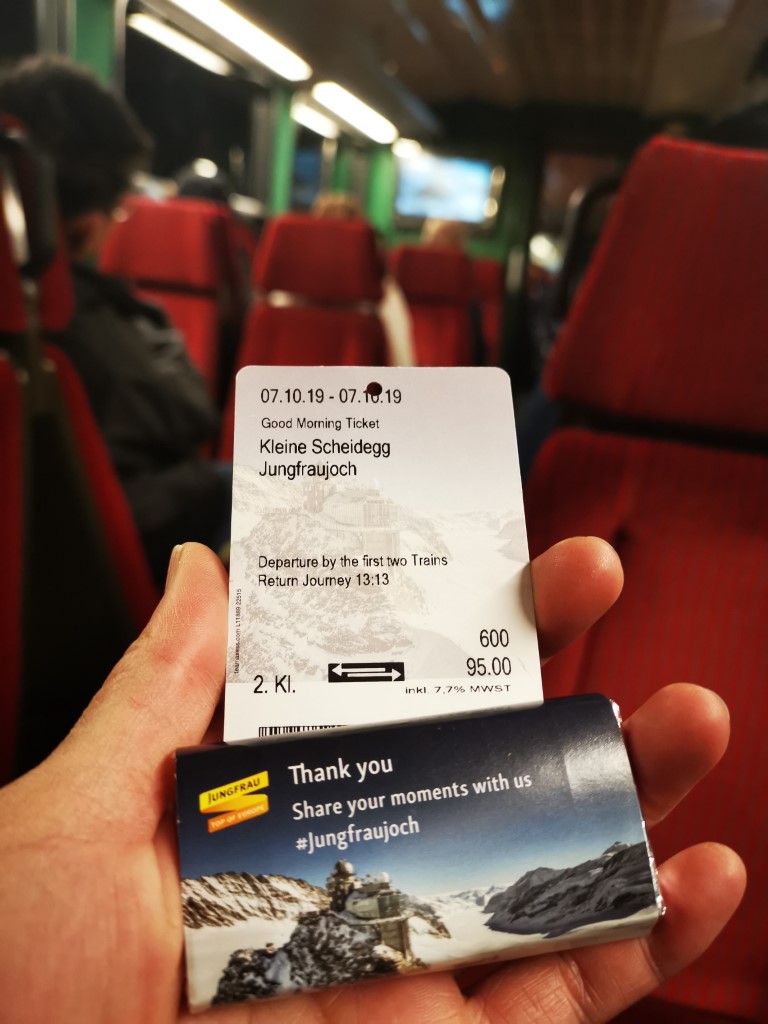 07.10.19 - 07.10.19
Good Morning Ticket
Kleine Scheidegg
Jungfraujoch
Departure by the first two Trains
Return Journey 13:13
600
95.00
2. Kl.
inkl. 7,7% MWST
JUNGFRAU
TOP OF EUROPE
Thank you
Share your moments with us
#Jungfraujoch